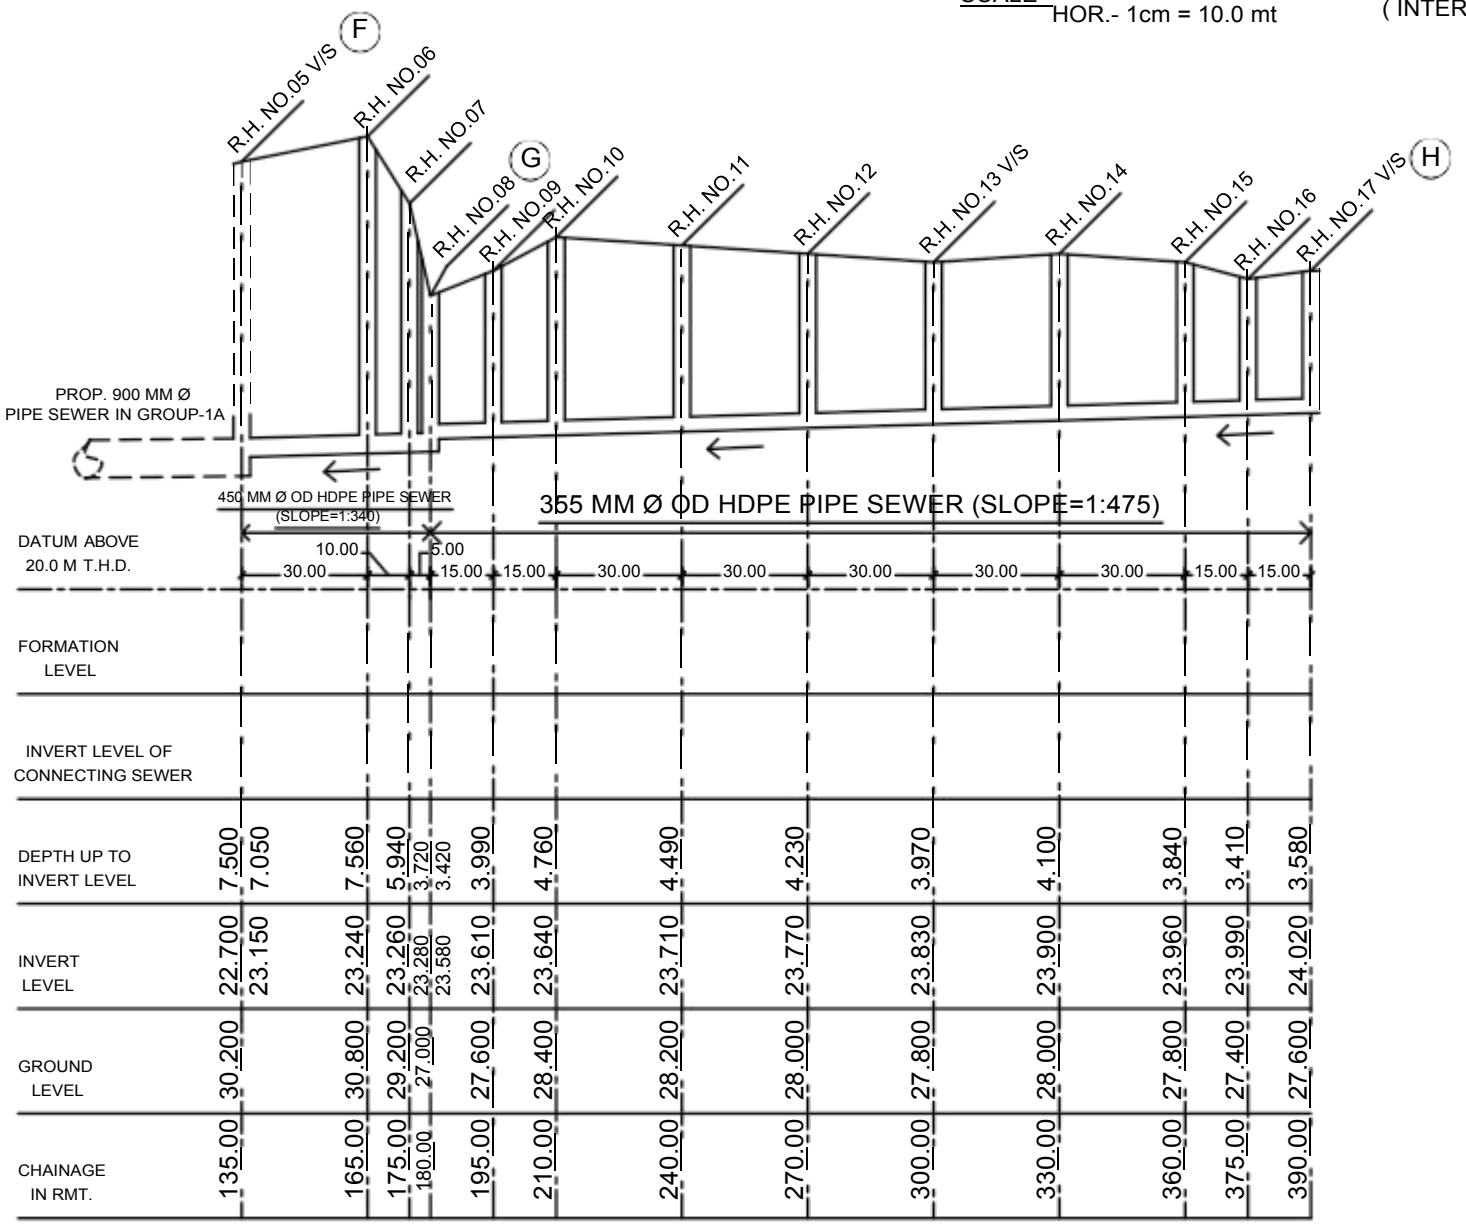 HOR.- 1cm = 10.0 mt
( INTER
F
R.H. NO.05 V/S
R.H. NO.06
R.H. NO.07
R.H. NO.08
G
R.H. NO.09
R.H. NO.10
R.H. NO.11
R.H. NO.12
R.H. NO.13 V/S
R.H. NO.14
R.H. NO.15
R.H. NO.16
R.H. NO.17 V/S
H
PROP. 900 MM Ø
PIPE SEWER IN GROUP-1A
450 MM Ø OD HDPE PIPE SEWER
(SLOPE=1:340)
355 MM Ø OD HDPE PIPE SEWER (SLOPE=1:475)
DATUM ABOVE
20.0 M T.H.D.
10.00 5.00
30.00 15.00 15.00 30.00 30.00 30.00 30.00 30.00 15.00 15.00
FORMATION
LEVEL
INVERT LEVEL OF
CONNECTING SEWER
DEPTH UP TO
INVERT LEVEL
7.500 7.050 7.560 5.940 3.720 3.420 3.990 4.760 4.490 4.230 3.970 4.100 3.840 3.410 3.580
INVERT
LEVEL
22.700 23.150 23.240 23.260 23.280 23.580 23.610 23.640 23.710 23.770 23.830 23.900 23.960 23.990 24.020
GROUND
LEVEL
30.200 30.800 29.200 27.000 27.600 28.400 28.200 28.000 27.800 28.000 27.800 27.400 27.600
CHAINAGE
IN RMT.
135.00 165.00 175.00 180.00 195.00 210.00 240.00 270.00 300.00 330.00 360.00 375.00 390.00